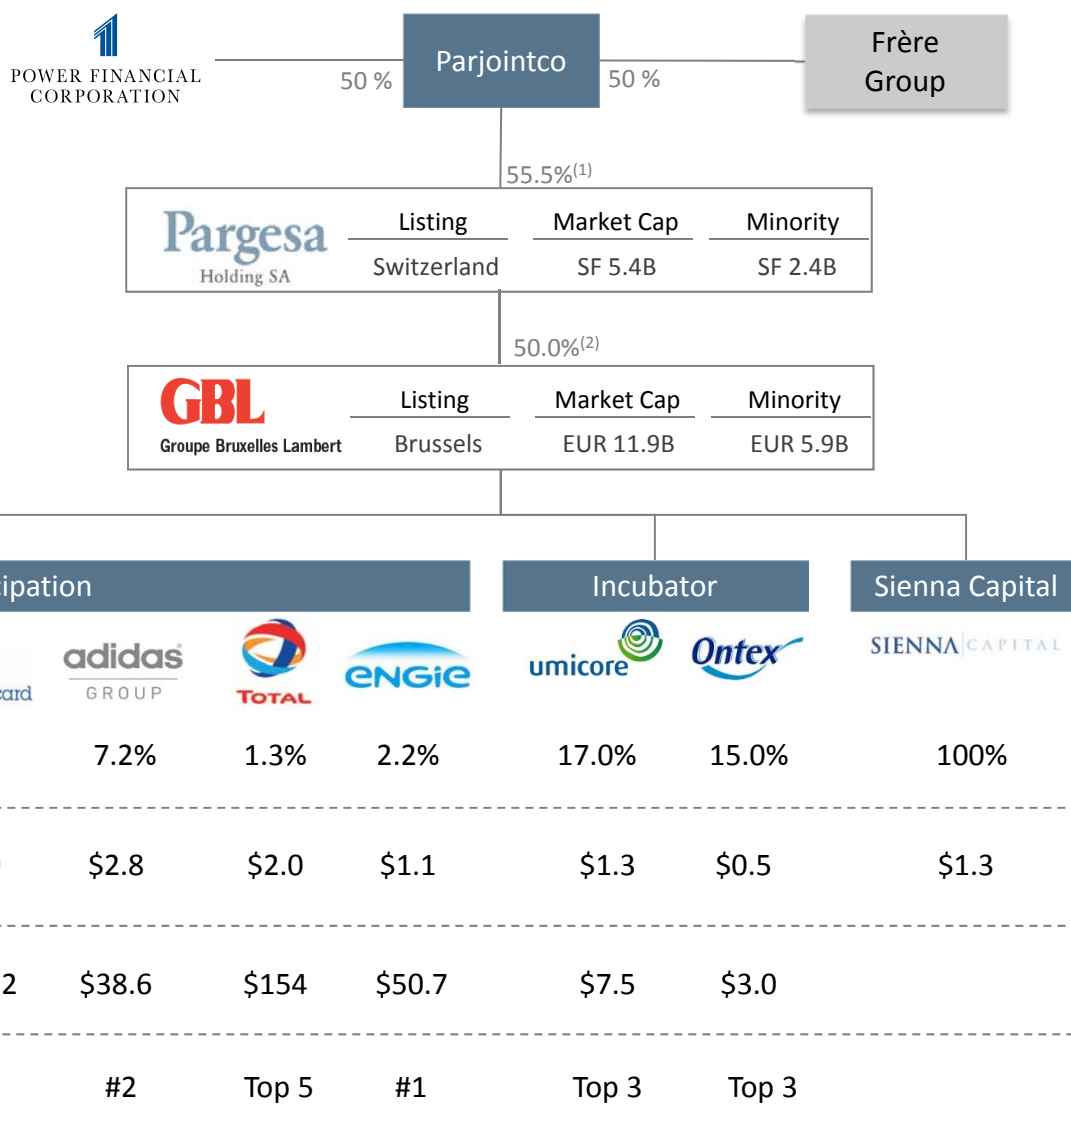 POWER FINANCIAL
CORPORATION
50 %
Parjointco
50 %
Frère
Group
55.5%(1)
Pargesa
Holding SA
Listing Market Cap Minority
Switzerland SF 5.4B SF 2.4B
50.0%(2)
GBL
Groupe Bruxelles Lambert
Listing Market Cap Minority
Brussels EUR 11.9B EUR 5.9B
cipation Incubator Sienna Capital
card adidas GROUP TOTAL ENGIE umicore Ontex SIENNA CAPITAL
7.2% 1.3% 2.2% 17.0% 15.0% 100%
$2.8 $2.0 $1.1 $1.3 $0.5 $1.3
2 $38.6 $154 $50.7 $7.5 $3.0
#2 Top 5 #1 Top 3 Top 3